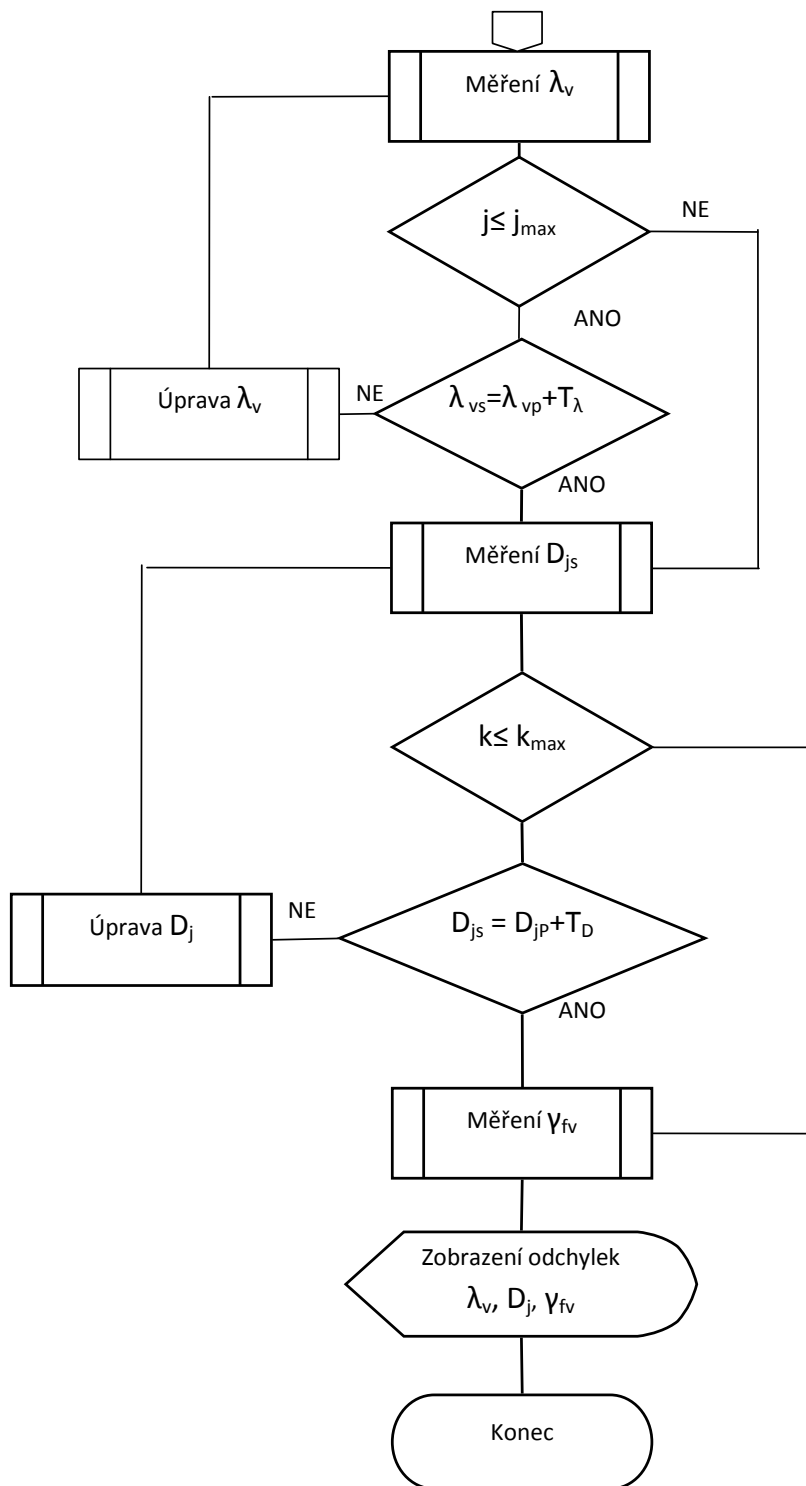 Měření λv
j≤ jmax
NE
ANO
Úprava λv
NE
λ vs=λ vp+Tλ
ANO
Měření Djs
k≤ kmax
Úprava Dj
NE
Djs = DjP+TD
ANO
Měření γfv
Zobrazení odchylek
λv, Dj, γfv
Konec